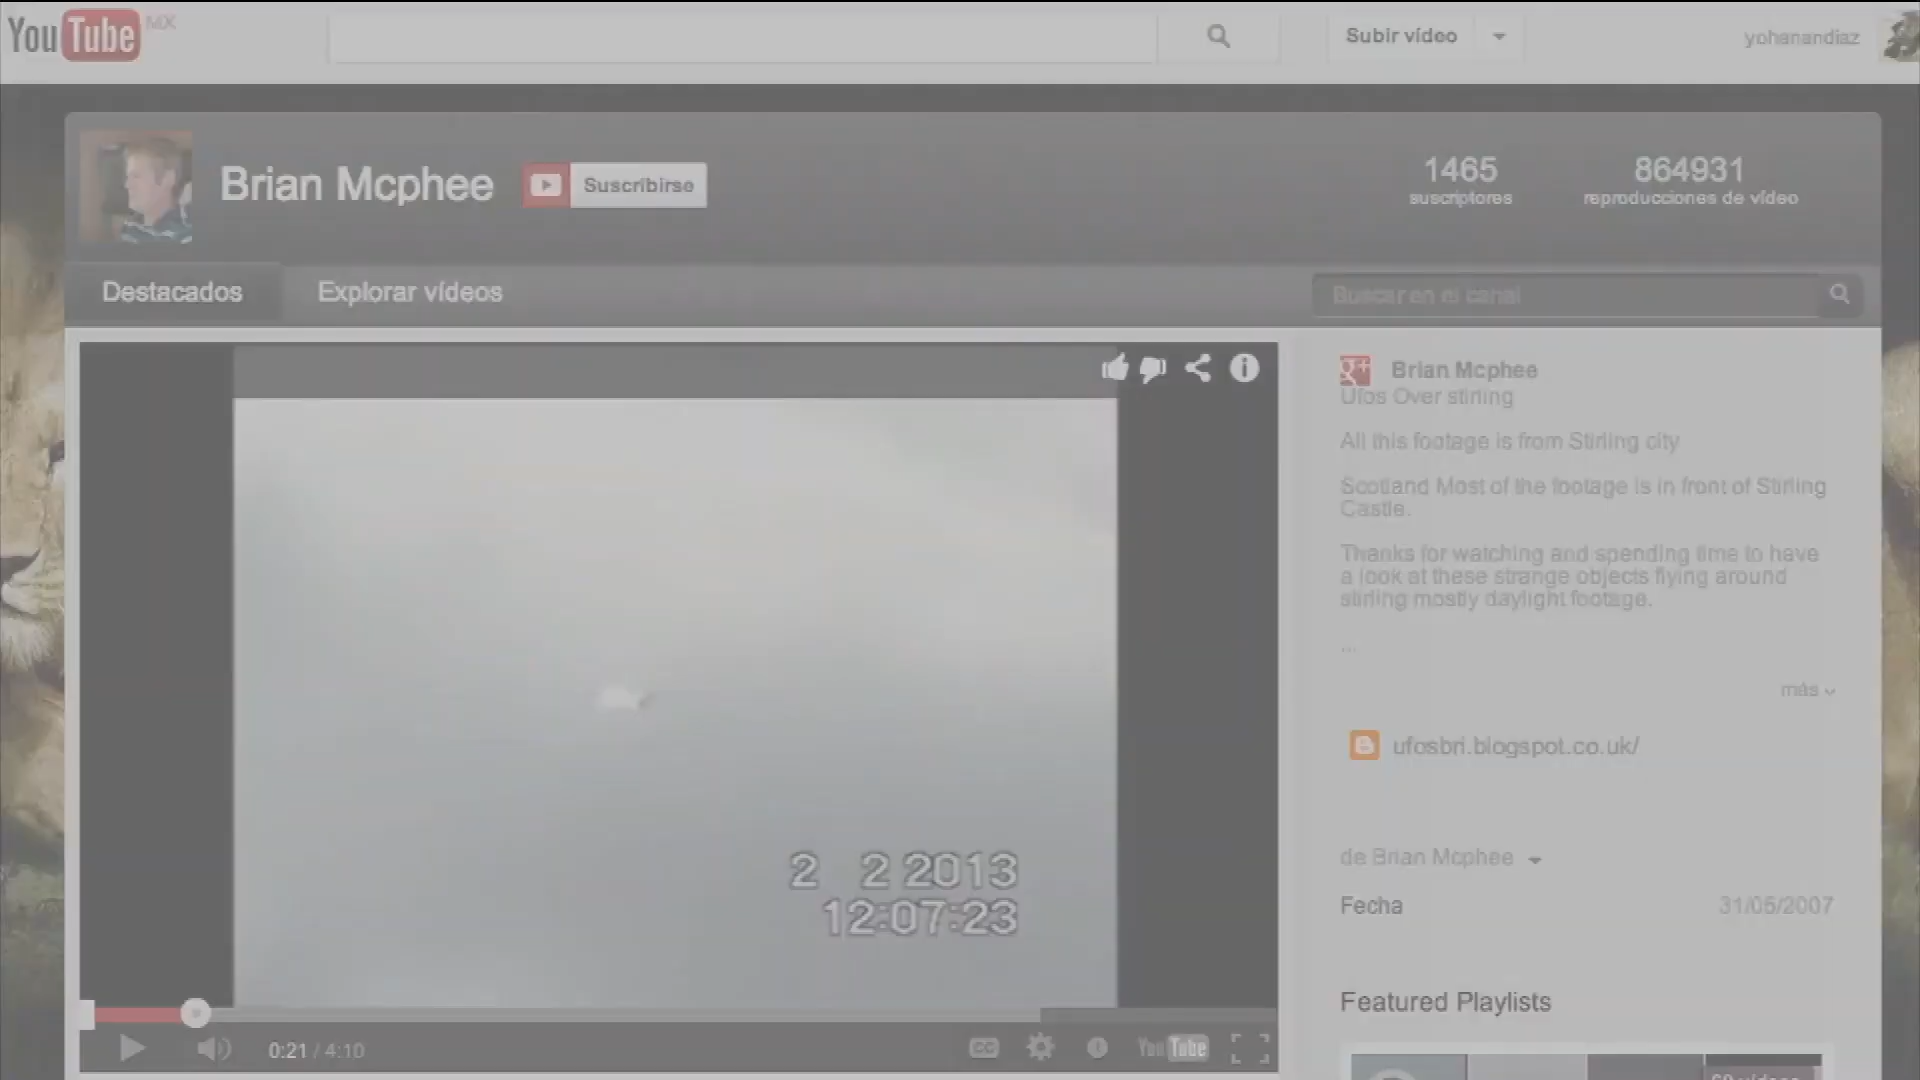 YouTube MX
Subir vídeo
yohanandiaz
Brian Mcphee
Suscribirse
1465
suscriptores
864931
reproducciones de vídeo
Destacados
Explorar vídeos
Buscar en el canal
Brian Mcphee
Ufos Over stirling
All this footage is from Stirling city
Scotland Most of the footage is in front of Stirling
Castle.
Thanks for watching and spending time to have
a look at these strange objects flying around
stirling mostly daylight footage.
...
más
ufosbri.blogspot.co.uk/
2 2 2013
12:07:23
de Brian Mcphee
Fecha
31/05/2007
Featured Playlists
0:21 / 4:10
CC
YouTube